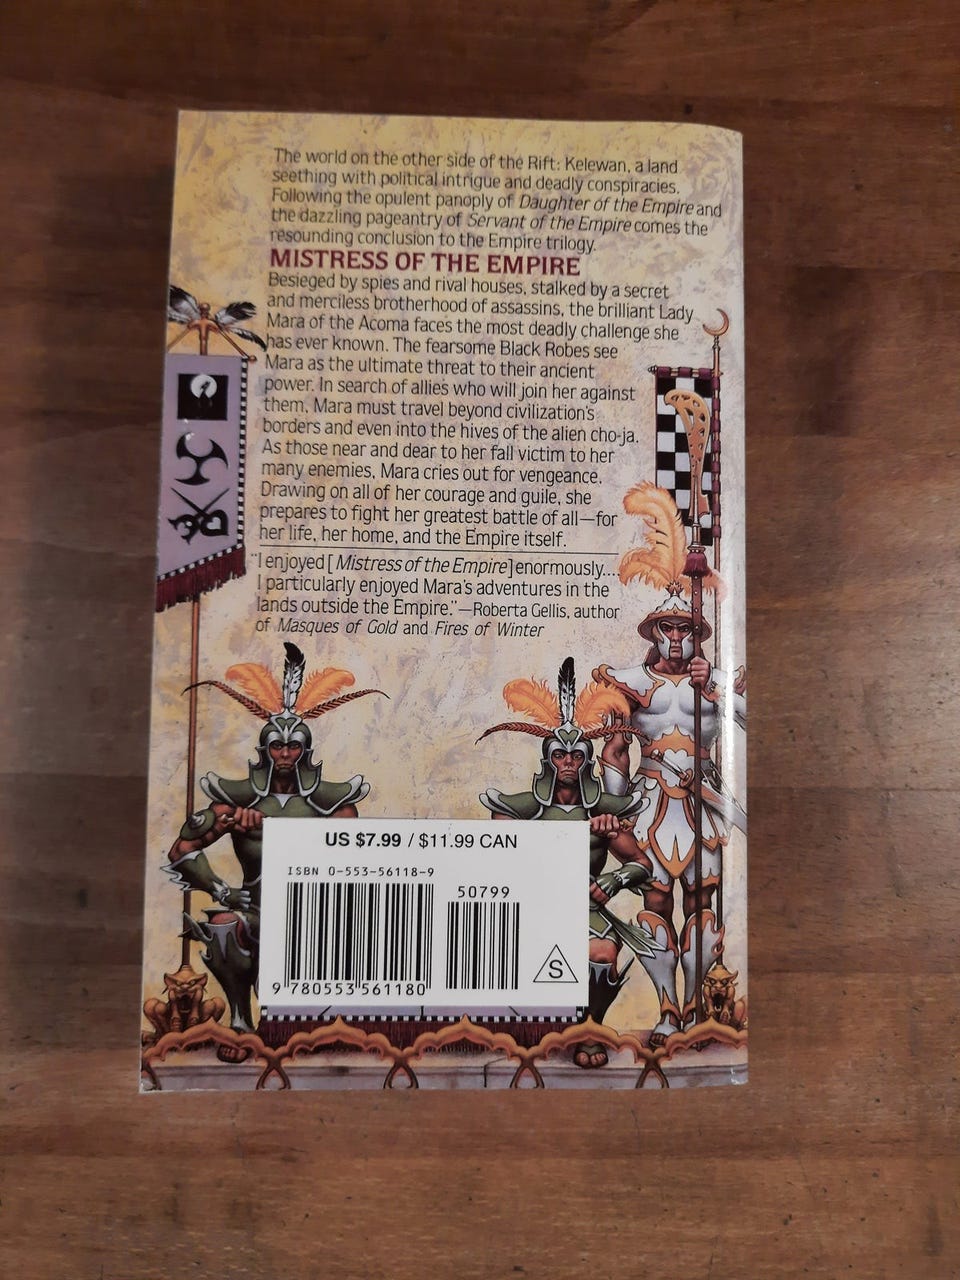 The world on the other side of the Rift: Kelewan, a land
seething with political intrigue and deadly conspiracies.
Following the opulent panoply of Daughter of the Empire and
the dazzling pageantry of Servant of the Empire comes the
resounding conclusion to the Empire trilogy.
MISTRESS OF THE EMPIRE
Besieged by spies and rival houses, stalked by a secret
and merciless brotherhood of assassins, the brilliant Lady
Mara of the Acoma faces the most deadly challenge she
has ever known. The fearsome Black Robes see
Mara as the ultimate threat to their ancient
power. In search of allies who will join her against
them, Mara must travel beyond civilization's
borders and even into the hives of the alien cho-ja.
As those near and dear to her fall victim to her
many enemies, Mara cries out for vengeance.
Drawing on all of her courage and guile, she
prepares to fight her greatest battle of all—for
her life, her home, and the Empire itself.
"I enjoyed [Mistress of the Empire] enormously....
I particularly enjoyed Mara's adventures in the
lands outside the Empire."—Roberta Gellis, author
of Masques of Gold and Fires of Winter
US $7.99 / $11.99 CAN
ISBN 0-553-56118-9
50799
9 780553 561180
S